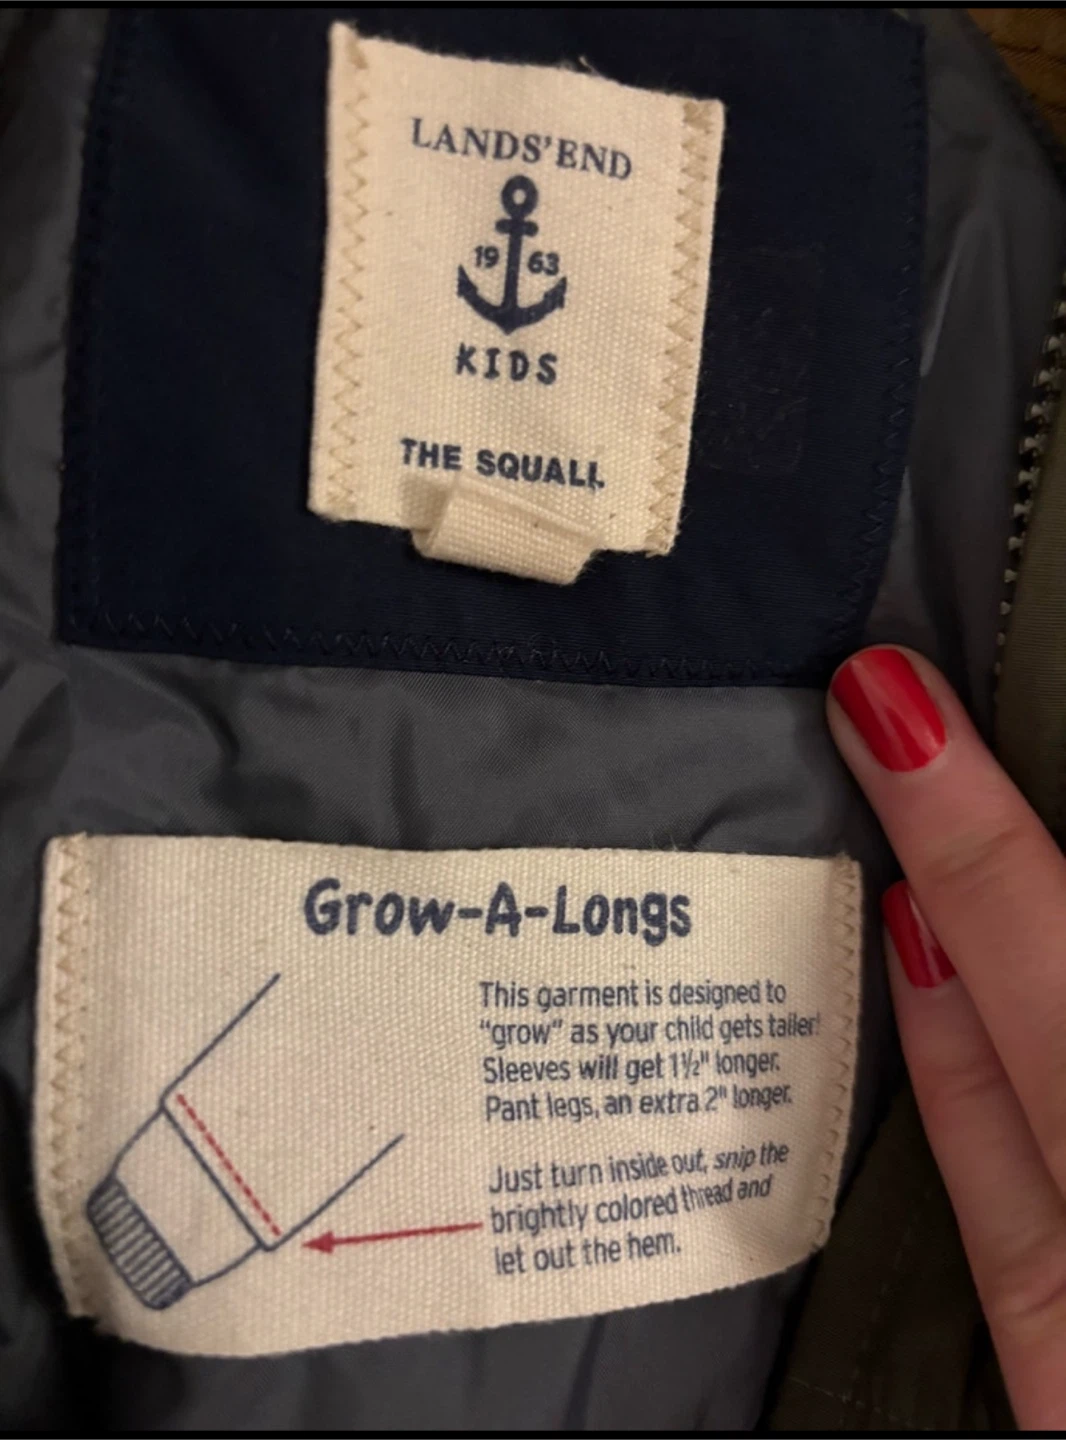 LANDS' END
19 63
KIDS
THE SQUALL
Grow-A-Longs
This garment is designed to
"grow" as your child gets taller!
Sleeves will get 1½" longer.
Pant legs, an extra 2" longer.
Just turn inside out, snip the
brightly colored thread and
let out the hem.